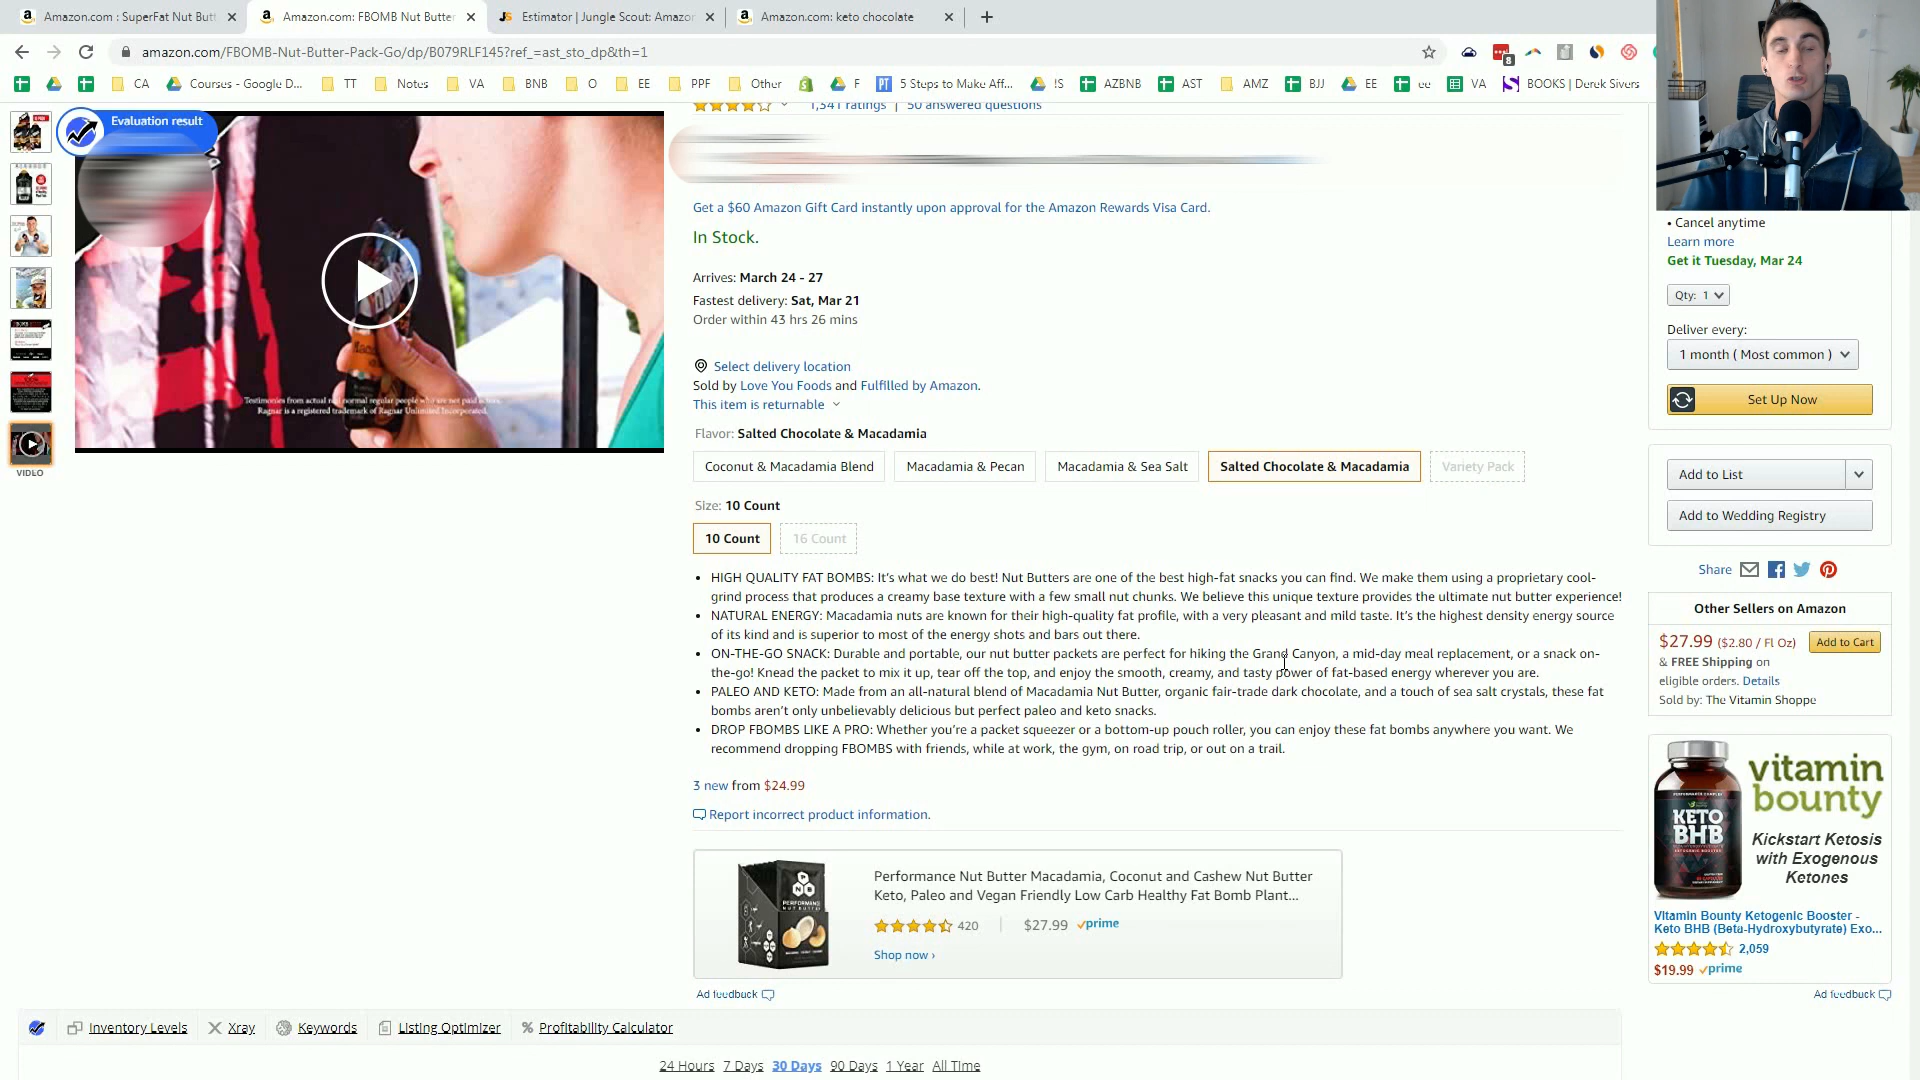 Amazon.com : SuperFat Nut Butt
Amazon.com: FBOMB Nut Butter
Estimator | Jungle Scout: Amazon
Amazon.com: keto chocolate
amazon.com/FBOMB-Nut-Butter-Pack-Go/dp/B079RLF145?ref_=ast_sto_dp&th=1
8
CA
Courses - Google D...
TT
Notes
VA
BNB
O
EE
PPF
Other
F
5 Steps to Make Aff...
!S
AZBNB
AST
AMZ
BJJ
EE
ee
VA
BOOKS | Derek Sivers
Evaluation result
1,341 ratings | 50 answered questions
Get a $60 Amazon Gift Card instantly upon approval for the Amazon Rewards Visa Card.
In Stock.
Arrives: March 24 - 27
Fastest delivery: Sat, Mar 21
Order within 43 hrs 26 mins
Select delivery location
Sold by Love You Foods and Fulfilled by Amazon.
This item is returnable
Testimonies from actual real normal regular people who are not paid actors.
Ragnar is a registered trademark of Ragnar Unlimited Incorporated.
VIDEO
Flavor: Salted Chocolate & Macadamia
Coconut & Macadamia Blend
Macadamia & Pecan
Macadamia & Sea Salt
Salted Chocolate & Macadamia
Variety Pack
Size: 10 Count
10 Count
16 Count
• HIGH QUALITY FAT BOMBS: It's what we do best! Nut Butters are one of the best high-fat snacks you can find. We make them using a proprietary cool-
grind process that produces a creamy base texture with a few small nut chunks. We believe this unique texture provides the ultimate nut butter experience!
• NATURAL ENERGY: Macadamia nuts are known for their high-quality fat profile, with a very pleasant and mild taste. It's the highest density energy source
of its kind and is superior to most of the energy shots and bars out there.
• ON-THE-GO SNACK: Durable and portable, our nut butter packets are perfect for hiking the Grand Canyon, a mid-day meal replacement, or a snack on-
the-go! Knead the packet to mix it up, tear off the top, and enjoy the smooth, creamy, and tasty power of fat-based energy wherever you are.
• PALEO AND KETO: Made from an all-natural blend of Macadamia Nut Butter, organic fair-trade dark chocolate, and a touch of sea salt crystals, these fat
bombs aren't only unbelievably delicious but perfect paleo and keto snacks.
• DROP FBOMBS LIKE A PRO: Whether you're a packet squeezer or a bottom-up pouch roller, you can enjoy these fat bombs anywhere you want. We
recommend dropping FBOMBS with friends, while at work, the gym, on road trip, or out on a trail.
3 new from $24.99
Report incorrect product information.
PERFORMANCE
NUT BUTTER
Performance Nut Butter Macadamia, Coconut and Cashew Nut Butter
Keto, Paleo and Vegan Friendly Low Carb Healthy Fat Bomb Plant...
420 | $27.99 prime
Shop now ›
Ad feedback
Inventory Levels
Xray
Keywords
Listing Optimizer
Profitability Calculator
24 Hours 7 Days 30 Days 90 Days 1 Year All Time
• Cancel anytime
Learn more
Get it Tuesday, Mar 24
Qty: 1
Deliver every:
1 month ( Most common )
Set Up Now
Add to List
Add to Wedding Registry
Share
Other Sellers on Amazon
$27.99 ($2.80 / Fl Oz)
Add to Cart
& FREE Shipping on
eligible orders. Details
Sold by: The Vitamin Shoppe
vitamin
bounty
KETO
BHB
Kickstart Ketosis
with Exogenous
Ketones
Vitamin Bounty Ketogenic Booster -
Keto BHB (Beta-Hydroxybutyrate) Exo...
2,059
$19.99 prime
Ad feedback